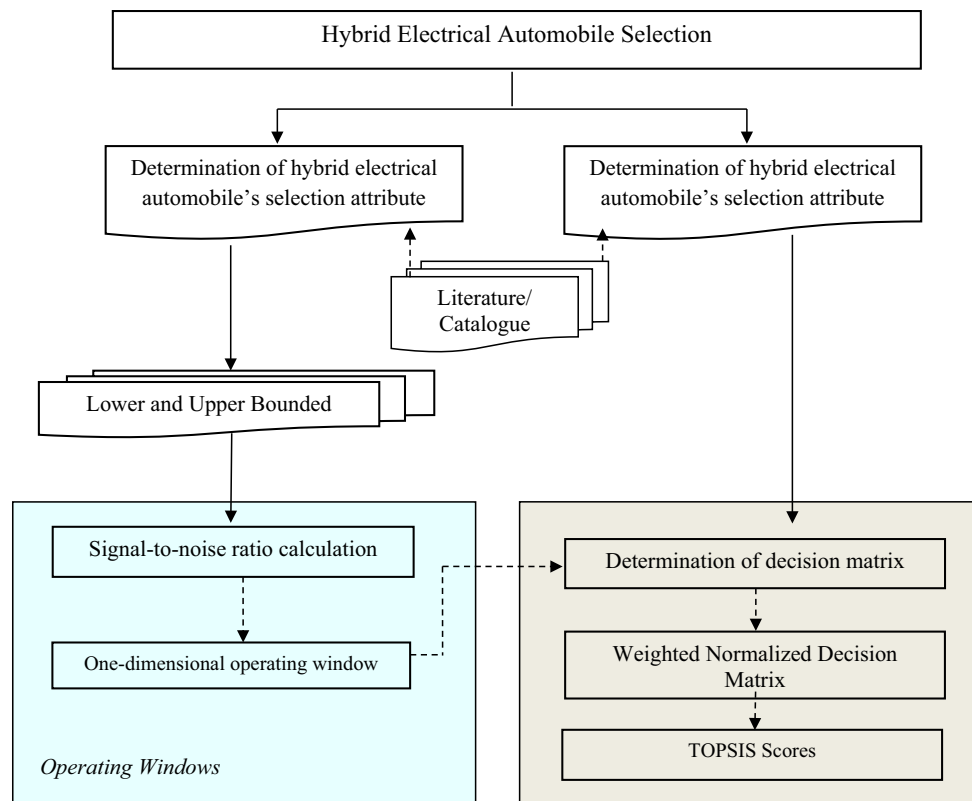 Hybrid Electrical Automobile Selection
Determination of hybrid electrical
automobile’s selection attribute
Determination of hybrid electrical
automobile’s selection attribute
Literature/
Catalogue
Lower and Upper Bounded
Signal-to-noise ratio calculation
One-dimensional operating window
Operating Windows
Determination of decision matrix
Weighted Normalized Decision
Matrix
TOPSIS Scores